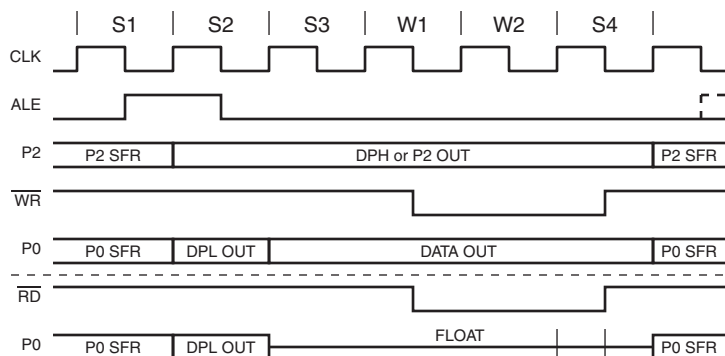 S1 S2 S3 W1 W2 S4
CLK
ALE
P2 P2 SFR DPH or P2 OUT P2 SFR
WR
P0 P0 SFR DPL OUT DATA OUT P0 SFR
RD
FLOAT
P0 P0 SFR DPL OUT P0 SFR